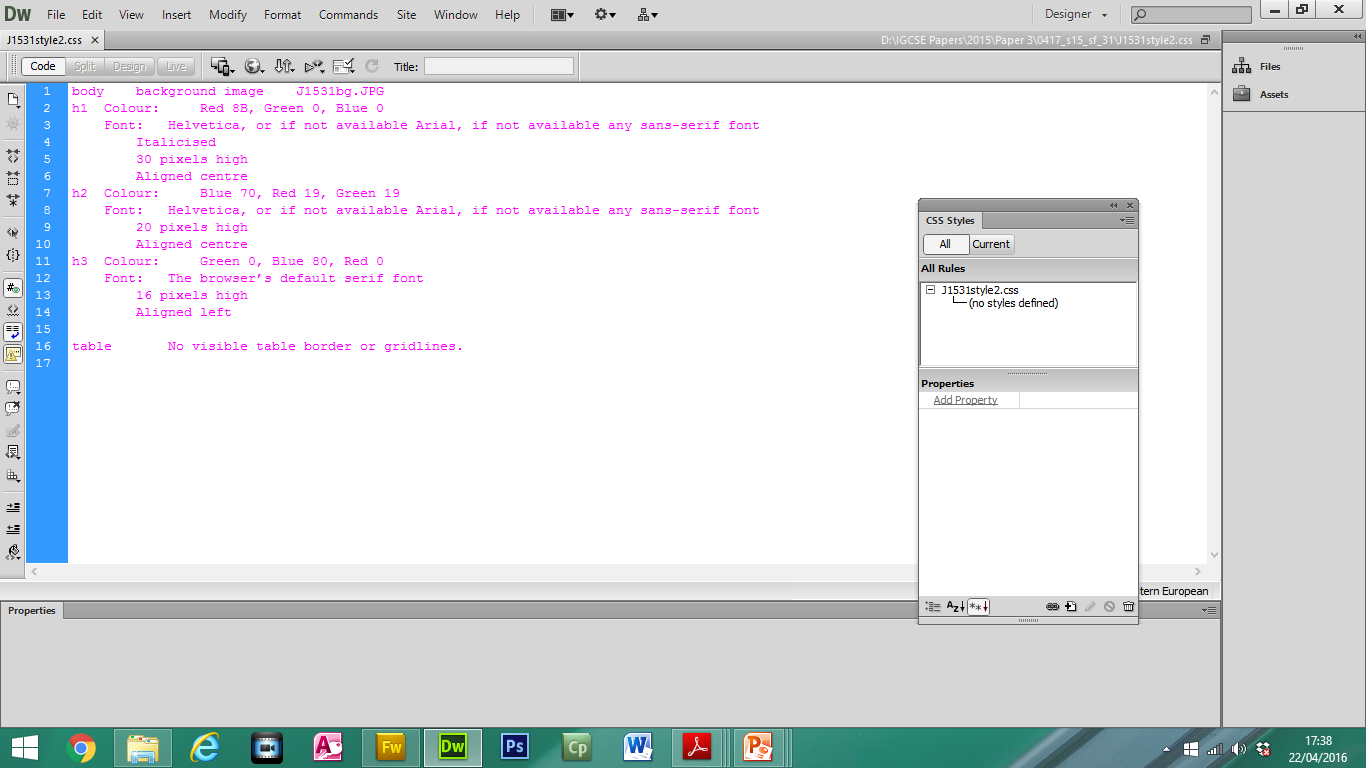 Dw File Edit View Insert Modify Format Commands Site Window Help Designer
J1531style2.css D:\IGCSE Papers\2015\Paper 3\0417_s15_sf_31\J1531style2.css
Code Split Design Live Title:
Files
Assets
1 body background image J1531bg.JPG
2 h1 Colour: Red 8B, Green 0, Blue 0
3 Font: Helvetica, or if not available Arial, if not available any sans-serif font
4 Italicised
5 30 pixels high
6 Aligned centre
7 h2 Colour: Blue 70, Red 19, Green 19
8 Font: Helvetica, or if not available Arial, if not available any sans-serif font
9 20 pixels high
10 Aligned centre
11 h3 Colour: Green 0, Blue 80, Red 0
12 Font: The browser’s default serif font
13 16 pixels high
14 Aligned left
15
16 table No visible table border or gridlines.
17
CSS Styles
All Current
All Rules
J1531style2.css
(no styles defined)
Properties
Add Property
tern European
Properties
Fw Dw Ps Cp
17:38
22/04/2016